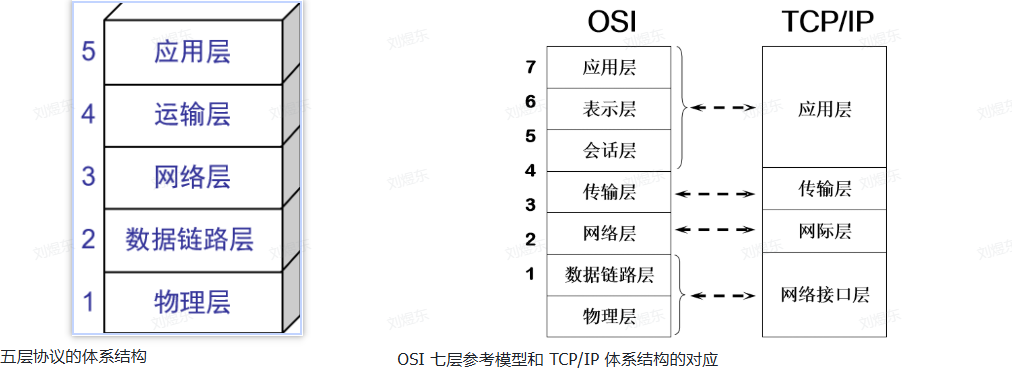 5 应用层
4 运输层
3 网络层
2 数据链路层
1 物理层
五层协议的体系结构
OSI TCP/IP
7 应用层
6 表示层
5 会话层
4 传输层
3 网络层
2 数据链路层
1 物理层
应用层
传输层
网际层
网络接口层
OSI 七层参考模型和 TCP/IP 体系结构的对应
刘煜乐